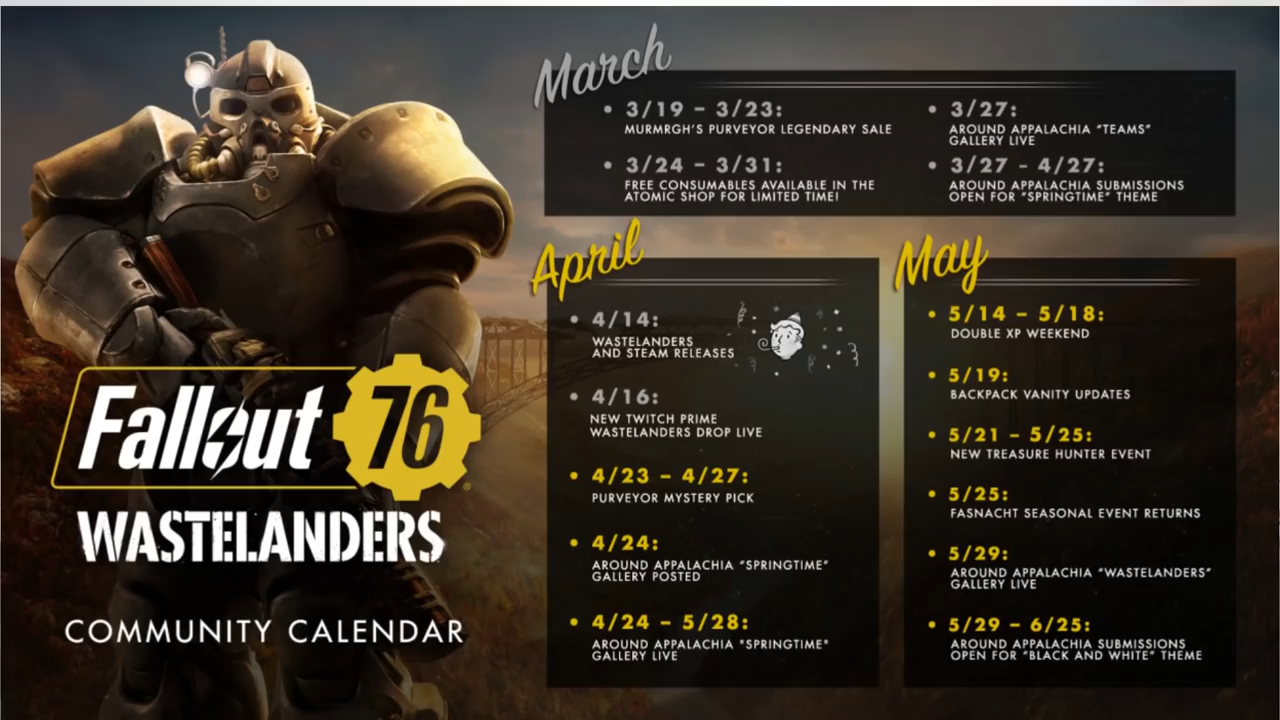 March
• 3/19 – 3/23:
MURMRGH'S PURVEYOR LEGENDARY SALE
• 3/24 – 3/31:
FREE CONSUMABLES AVAILABLE IN THE
ATOMIC SHOP FOR LIMITED TIME!
• 3/27:
AROUND APPALACHIA "TEAMS"
GALLERY LIVE
• 3/27 - 4/27:
AROUND APPALACHIA SUBMISSIONS
OPEN FOR "SPRINGTIME" THEME
April
• 4/14:
WASTELANDERS
AND STEAM RELEASES
• 4/16:
NEW TWITCH PRIME
WASTELANDERS DROP LIVE
• 4/23 – 4/27:
PURVEYOR MYSTERY PICK
• 4/24:
AROUND APPALACHIA "SPRINGTIME"
GALLERY POSTED
• 4/24 – 5/28:
AROUND APPALACHIA "SPRINGTIME"
GALLERY LIVE
May
• 5/14 – 5/18:
DOUBLE XP WEEKEND
• 5/19:
BACKPACK VANITY UPDATES
• 5/21 – 5/25:
NEW TREASURE HUNTER EVENT
• 5/25:
FASNACHT SEASONAL EVENT RETURNS
• 5/29:
AROUND APPALACHIA "WASTELANDERS"
GALLERY LIVE
• 5/29 – 6/25:
AROUND APPALACHIA SUBMISSIONS
OPEN FOR "BLACK AND WHITE" THEME
Fallout 76
WASTELANDERS
COMMUNITY CALENDAR